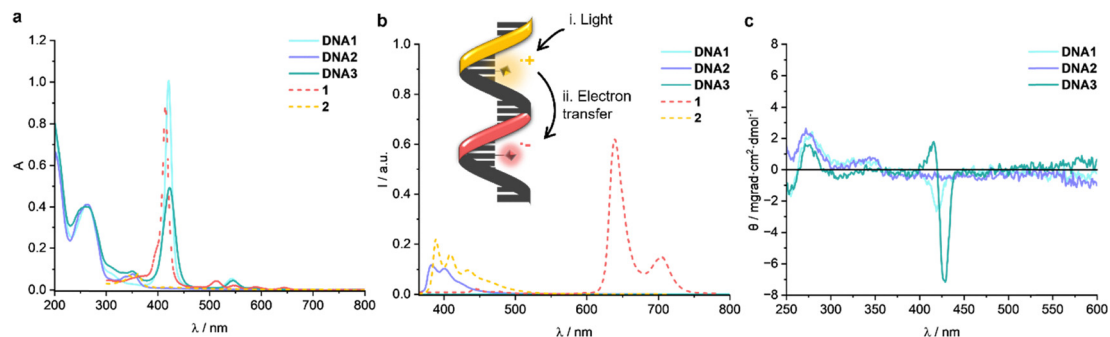 a
1.2
1.0
0.8
0.6
0.4
0.2
0.0
A
200
300
400
500
600
700
800
λ / nm
DNA1
DNA2
DNA3
1
2
b
1.0
0.8
0.6
0.4
0.2
0.0
I / a.u.
400
500
600
700
λ / nm
i. Light
·+
ii. Electron
transfer
·-
DNA1
DNA2
DNA3
1
2
c
8
6
4
2
0
−2
−4
−6
−8
θ / mgrad·cm²·dmol⁻¹
250
300
350
400
450
500
550
600
λ / nm
DNA1
DNA2
DNA3